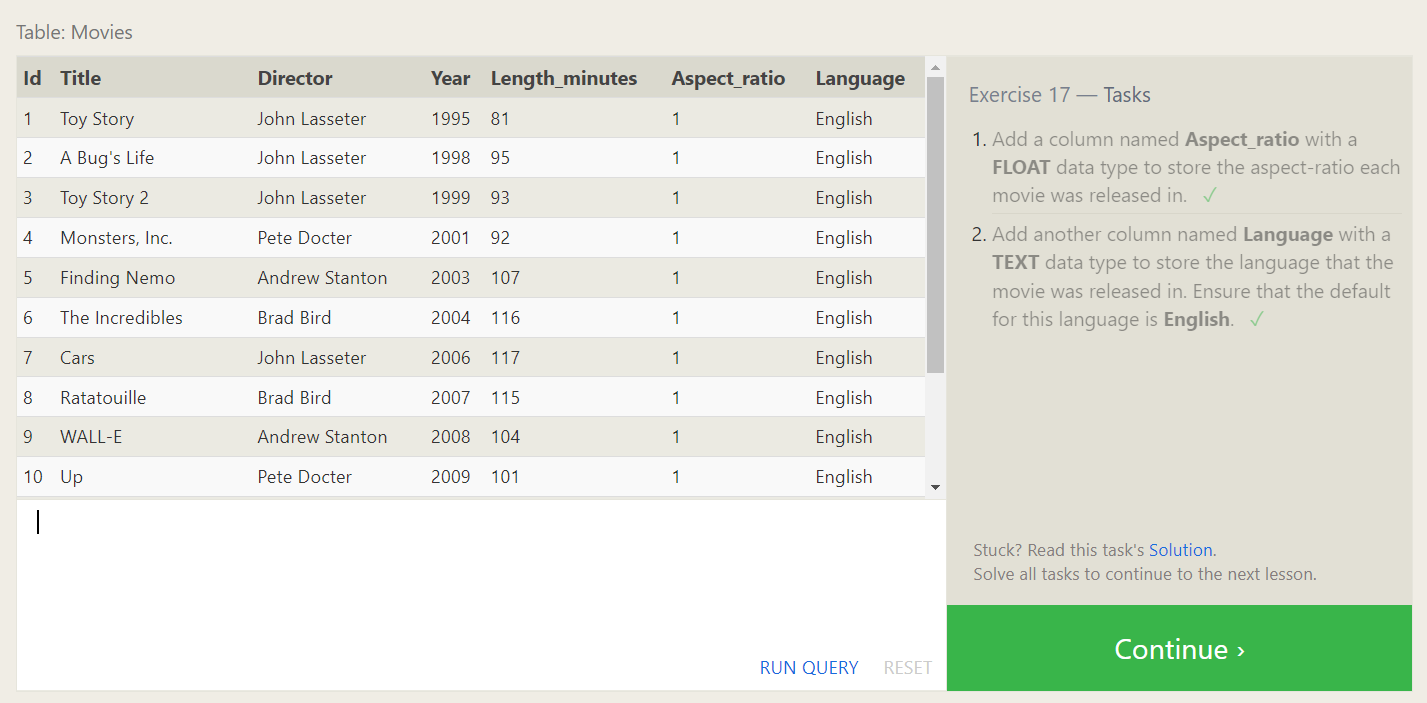 Table: Movies
Id Title Director Year Length_minutes Aspect_ratio Language
1 Toy Story John Lasseter 1995 81 1 English
2 A Bug's Life John Lasseter 1998 95 1 English
3 Toy Story 2 John Lasseter 1999 93 1 English
4 Monsters, Inc. Pete Docter 2001 92 1 English
5 Finding Nemo Andrew Stanton 2003 107 1 English
6 The Incredibles Brad Bird 2004 116 1 English
7 Cars John Lasseter 2006 117 1 English
8 Ratatouille Brad Bird 2007 115 1 English
9 WALL-E Andrew Stanton 2008 104 1 English
10 Up Pete Docter 2009 101 1 English
RUN QUERY RESET
Exercise 17 — Tasks
1. Add a column named Aspect_ratio with a
FLOAT data type to store the aspect-ratio each
movie was released in. ✓
2. Add another column named Language with a
TEXT data type to store the language that the
movie was released in. Ensure that the default
for this language is English. ✓
Stuck? Read this task's Solution.
Solve all tasks to continue to the next lesson.
Continue ›